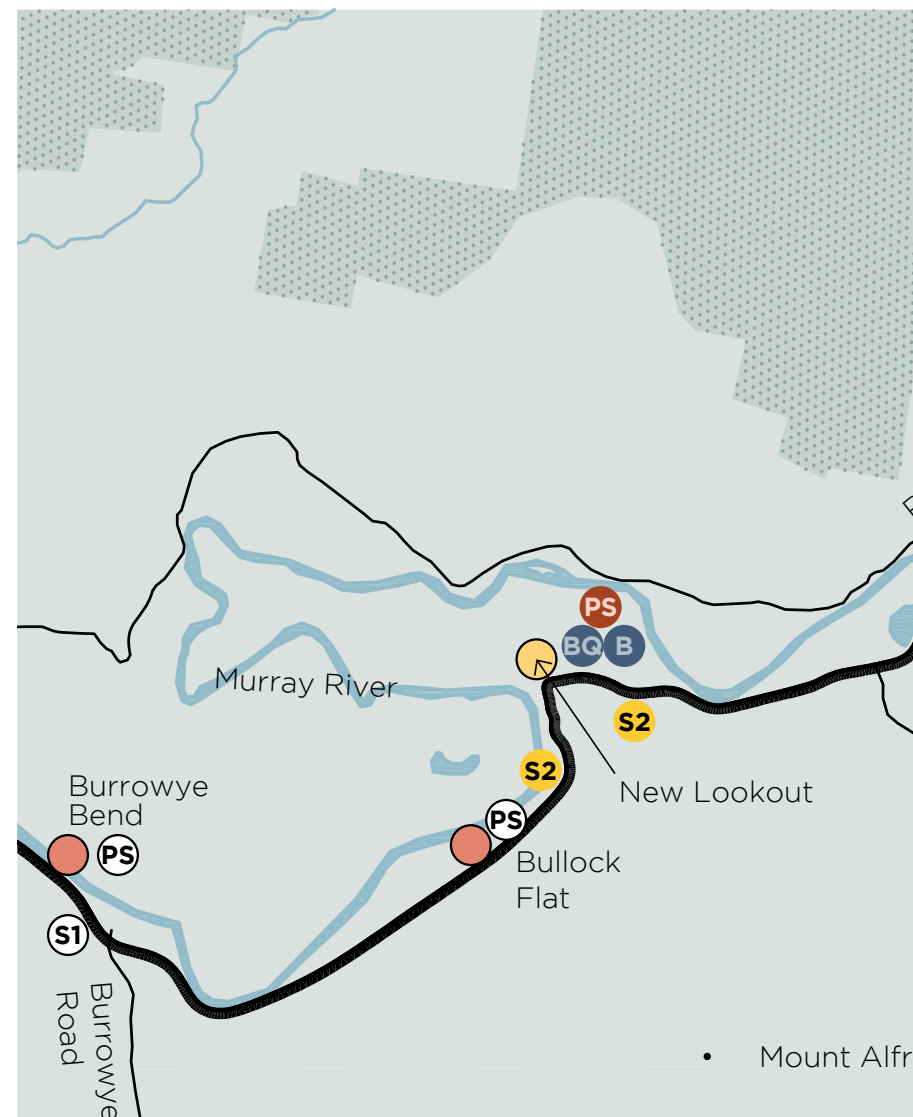 PS
BQ B
Murray River
S2
S2
New Lookout
Burrowye
Bend
PS
PS
Bullock
Flat
S1
Burrowye
Road
Mount Alfr